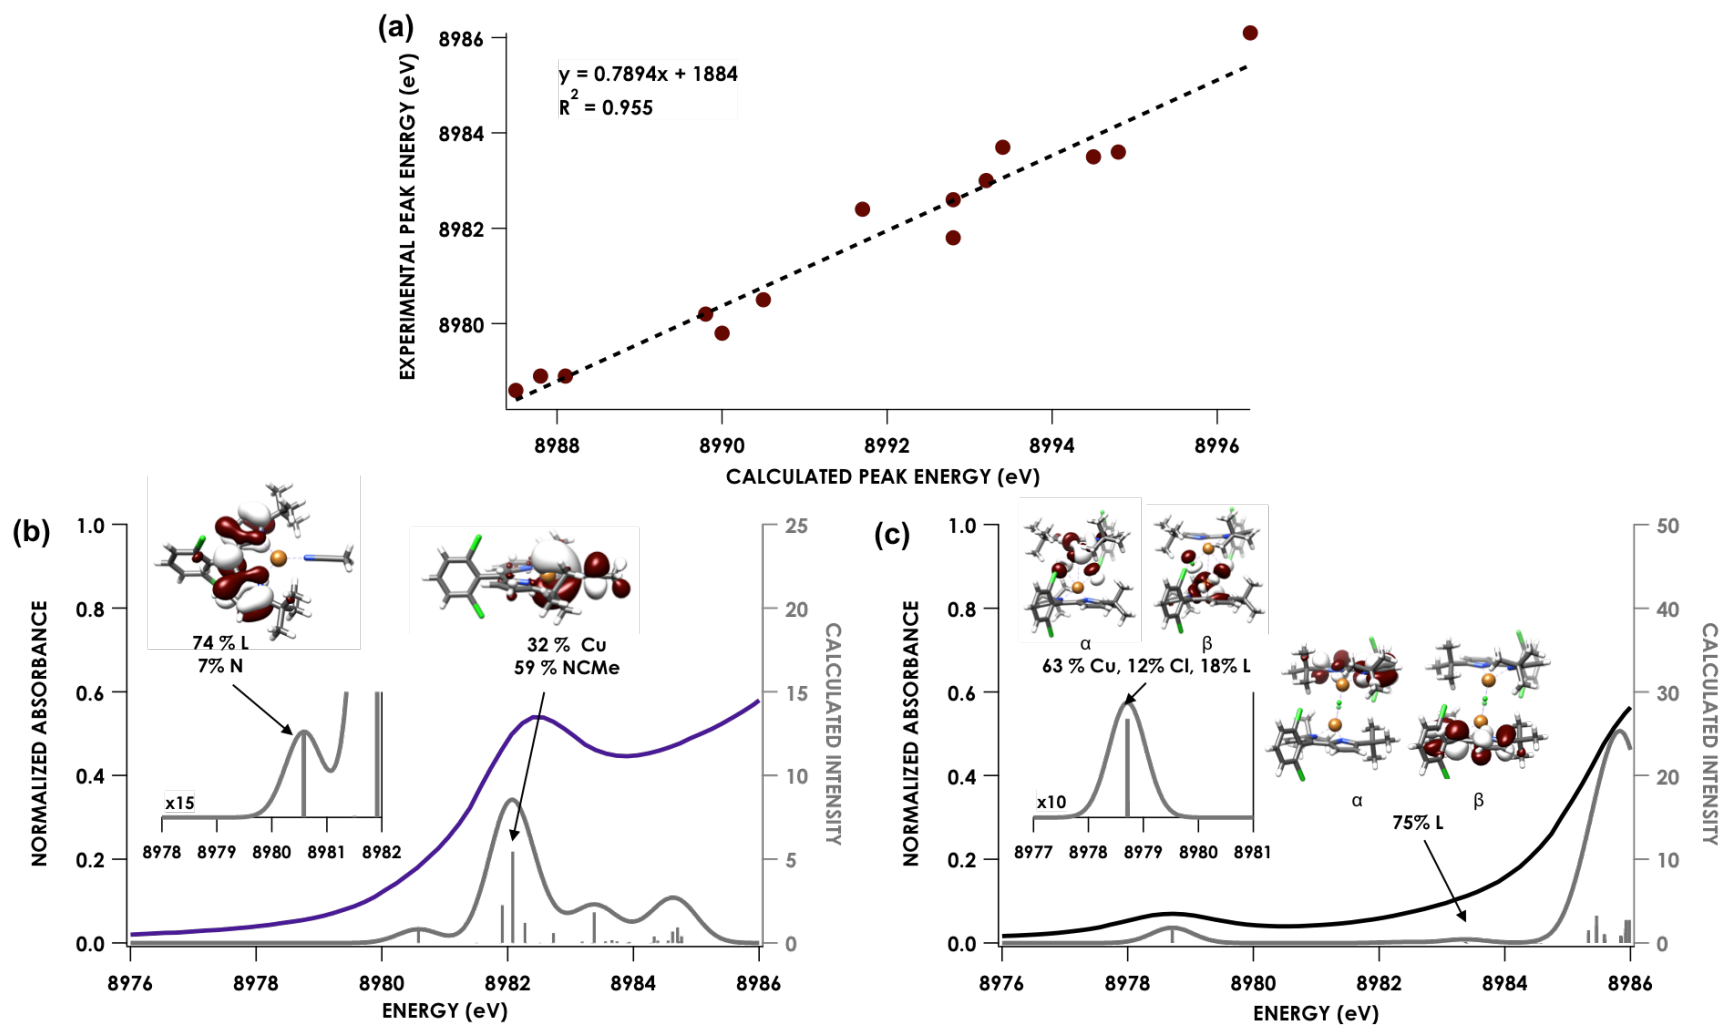 (a)
EXPERIMENTAL PEAK ENERGY (eV)
8986
8984
8982
8980
y = 0.7894x + 1884
R2 = 0.955
8988 8990 8992 8994 8996
CALCULATED PEAK ENERGY (eV)
(b)
NORMALIZED ABSORBANCE
1.0
0.8
0.6
0.4
0.2
0.0
74 % L
7% N
32 % Cu
59 % NCMe
x15
8978 8979 8980 8981 8982
25
20
15
10
5
0
CALCULATED INTENSITY
8976 8978 8980 8982 8984 8986
ENERGY (eV)
(c)
NORMALIZED ABSORBANCE
1.0
0.8
0.6
0.4
0.2
0.0
α β
63 % Cu, 12% Cl, 18% L
x10
8977 8978 8979 8980 8981
α β
75% L
50
40
30
20
10
0
CALCULATED INTENSITY
8976 8978 8980 8982 8984 8986
ENERGY (eV)